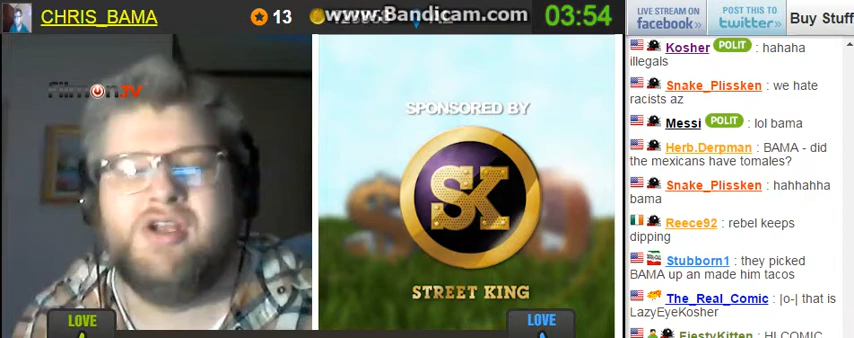 CHRIS_BAMA
13
www.Bandicam.com
03:54
LIVE STREAM ON
facebook»
POST THIS TO
twitter»
Buy Stuff
FilmOn.TV
SPONSORED BY
SK
STREET KING
LOVE
LOVE
Kosher POLIT : hahaha
illegals
Snake_Plissken : we hate
racists az
Messi POLIT : lol bama
Herb.Derpman : BAMA - did
the mexicans have tomales?
Snake_Plissken : hahhahha
bama
Reece92 : rebel keeps
dipping
Stubborn1 : they picked
BAMA up an made him tacos
The_Real_Comic : |o-| that is
LazyEyeKosher
FiestyKitten : HI COMIC